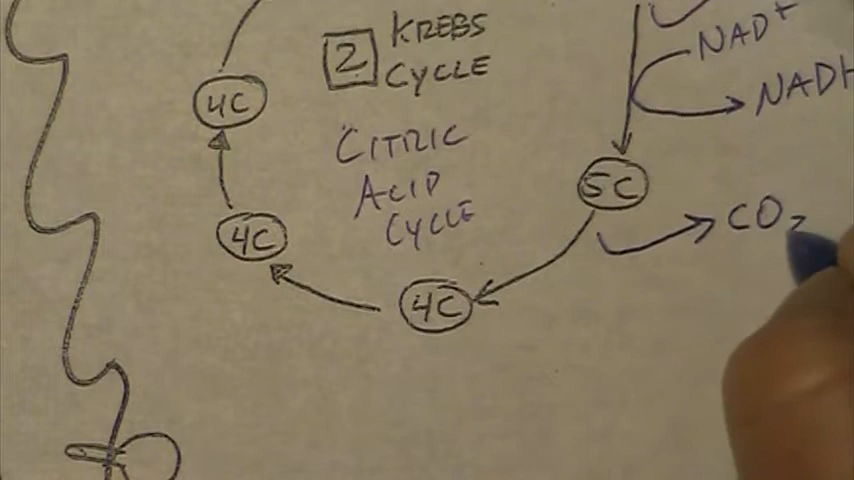 2
KREBS
CYCLE
CITRIC
ACID
CYCLE
NAD+
NADH
4C
4C
4C
5C
CO2